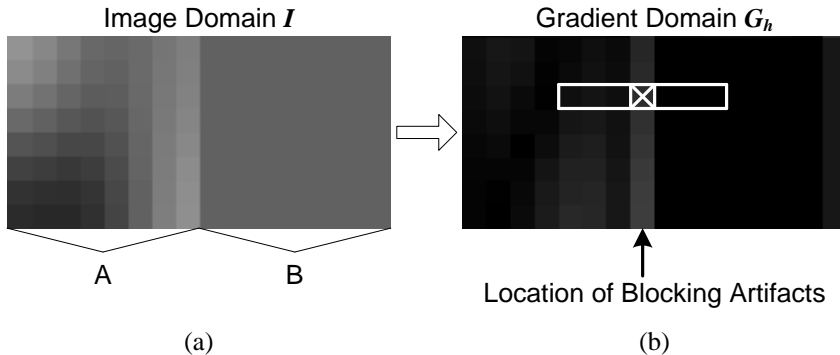 Image Domain I
Gradient Domain Gₕ
A
B
Location of Blocking Artifacts
(a)
(b)